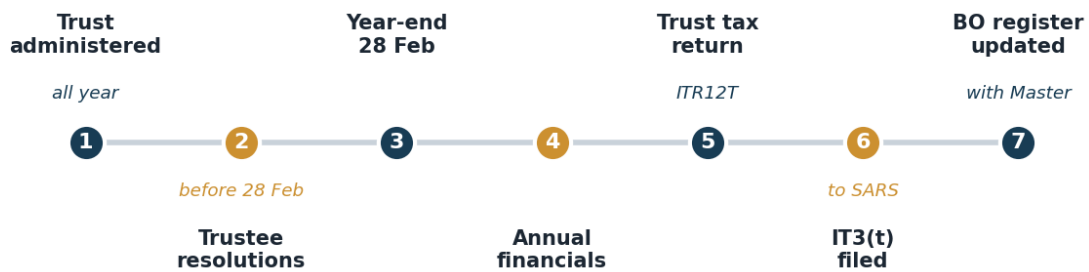 Trust
administered
all year
1
2
before 28 Feb
Trustee
resolutions
Year-end
28 Feb
3
4
Annual
financials
Trust tax
return
ITR12T
5
6
to SARS
IT3(t)
filed
BO register
updated
with Master
7